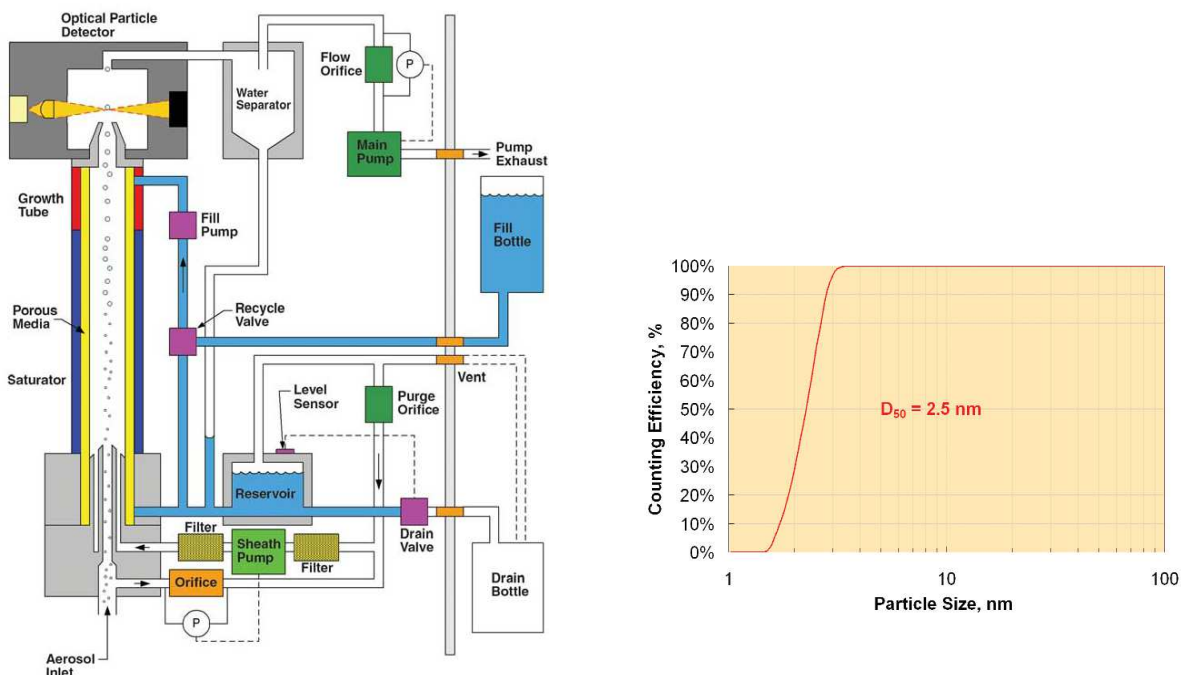 Optical Particle
Detector
Flow
Orifice
P
Water
Separator
Main
Pump
Pump
Exhaust
Growth
Tube
Fill
Pump
Fill
Bottle
Porous
Media
Recycle
Valve
Saturator
Vent
Level
Sensor
Purge
Orifice
Reservoir
Filter
Sheath
Pump
Filter
Drain
Valve
Orifice
Drain
Bottle
P
Aerosol
Inlet
Counting Efficiency, %
100%
90%
80%
70%
60%
50%
40%
30%
20%
10%
0%
D₅₀ = 2.5 nm
1
10
100
Particle Size, nm